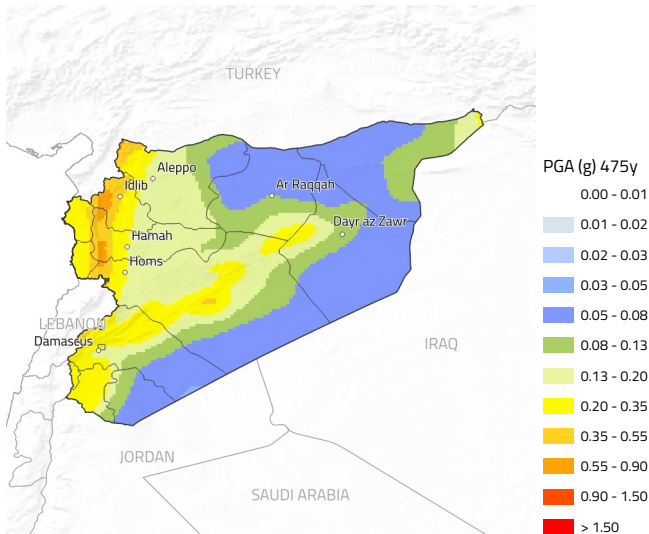 TURKEY
Aleppo
Idlib
Ar Raqqah
Dayr az Zawr
Hamah
Homs
LEBANON
Damascus
IRAQ
JORDAN
SAUDI ARABIA
PGA (g) 475y
0.00 - 0.01
0.01 - 0.02
0.02 - 0.03
0.03 - 0.05
0.05 - 0.08
0.08 - 0.13
0.13 - 0.20
0.20 - 0.35
0.35 - 0.55
0.55 - 0.90
0.90 - 1.50
> 1.50